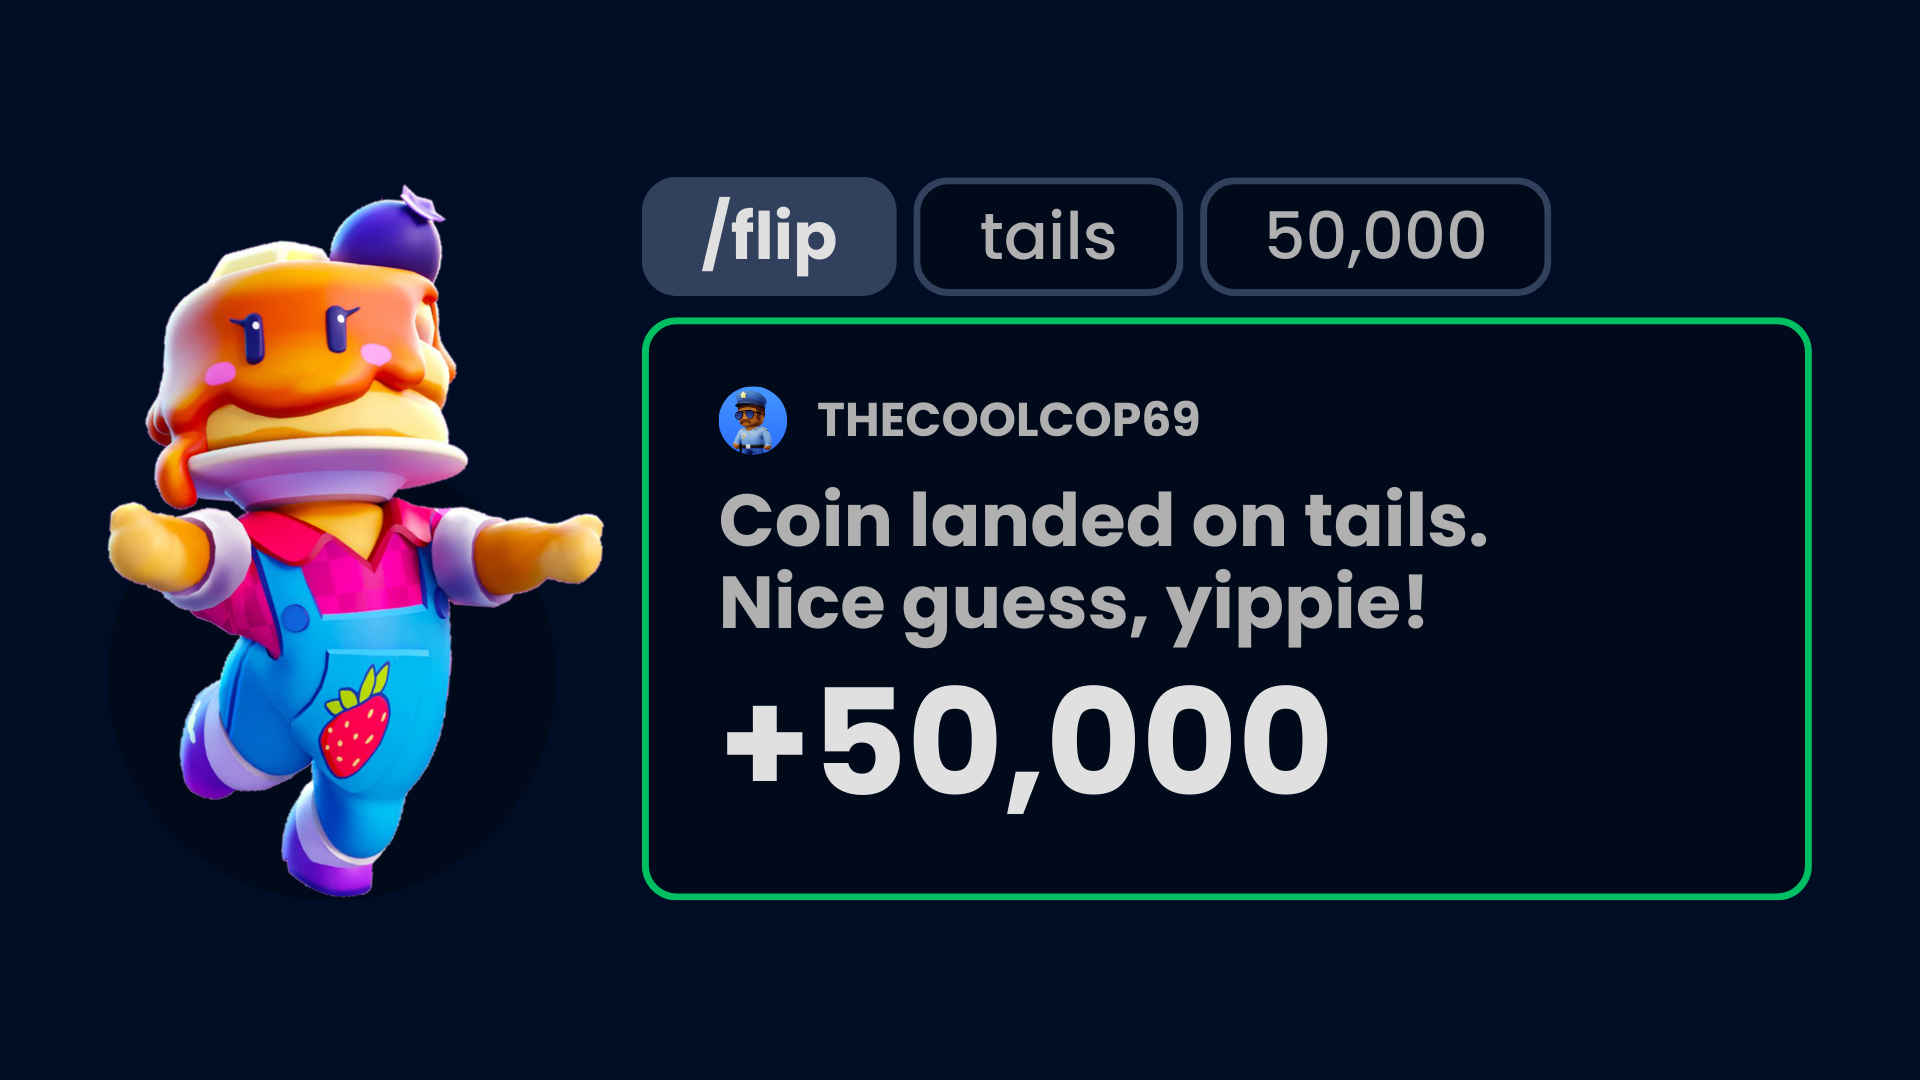 /flip tails 50,000
THECOOLCOP69
Coin landed on tails.
Nice guess, yippie!
+50,000